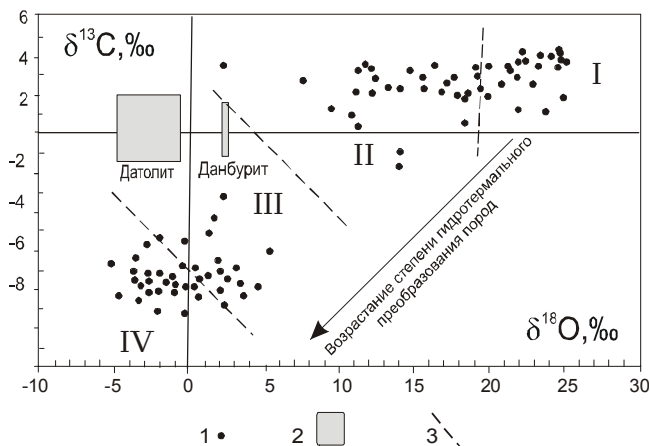 6
4
2
-2
-4
-6
-8
δ¹³C,‰
I
II
III
IV
Датолит
Данбурит
Возрастание степени гидротермального
преобразования пород
δ¹⁸O,‰
-10 -5 0 5 10 15 20 25 30
1 2 3